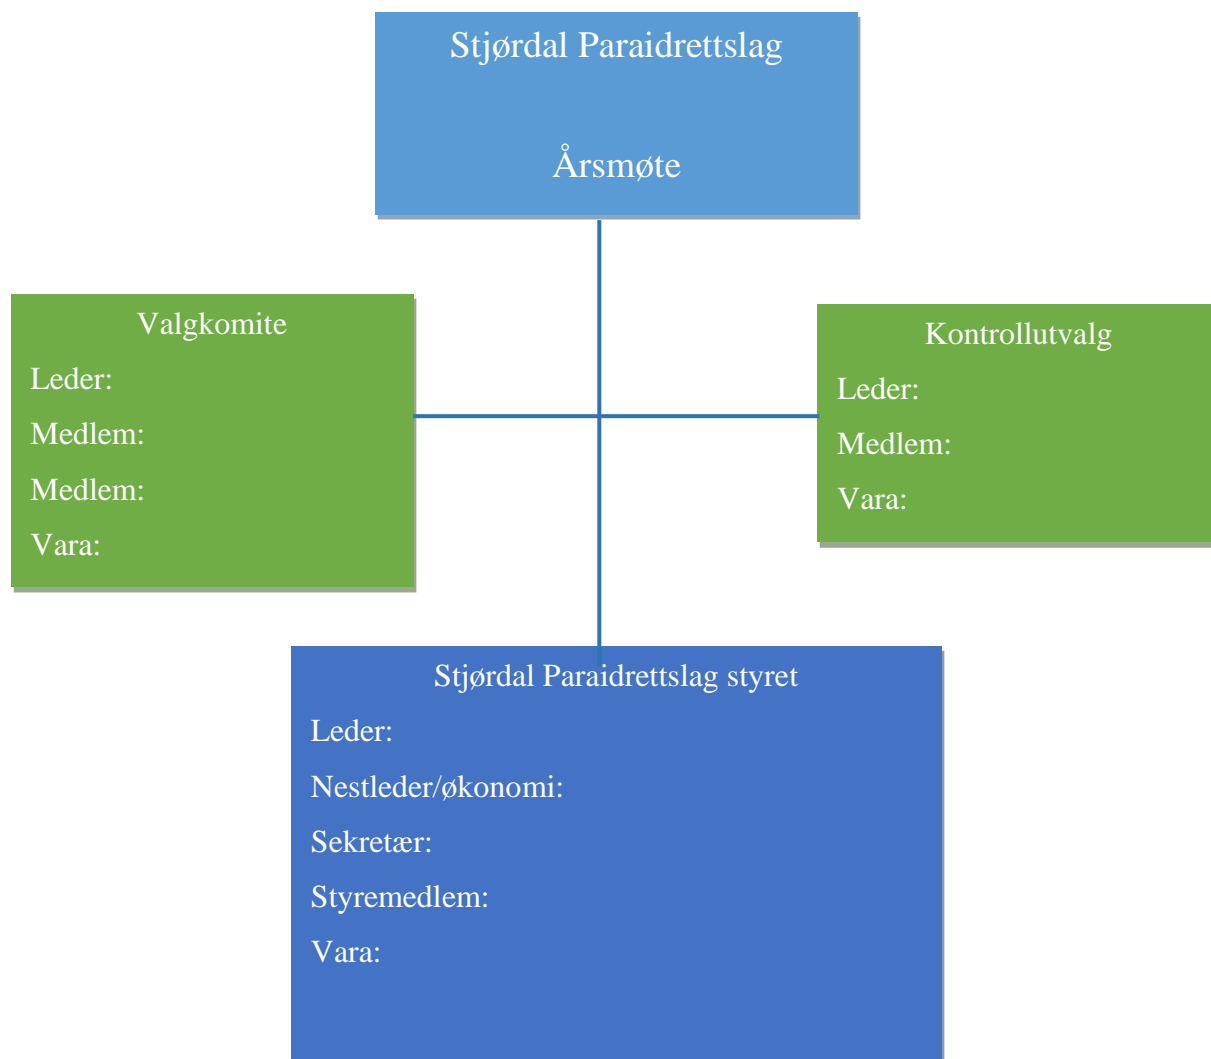 Stjørdal Paraidrettslag
Årsmøte
Valgkomite
Leder:
Medlem:
Medlem:
Vara:
Kontrollutvalg
Leder:
Medlem:
Vara:
Stjørdal Paraidrettslag styret
Leder:
Nestleder/økonomi:
Sekretær:
Styremedlem:
Vara: